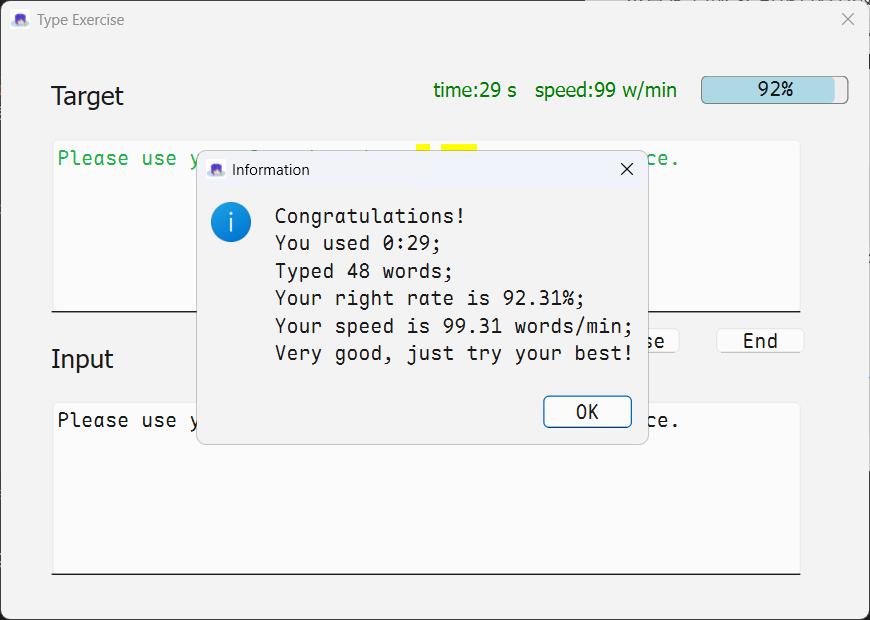 Type Exercise
Target
time:29 s speed:99 w/min
92%
Please use
ce.
Information
Congratulations!
You used 0:29;
Typed 48 words;
Your right rate is 92.31%;
Your speed is 99.31 words/min;
Very good, just try your best!
OK
se
End
Input
Please use
ce.